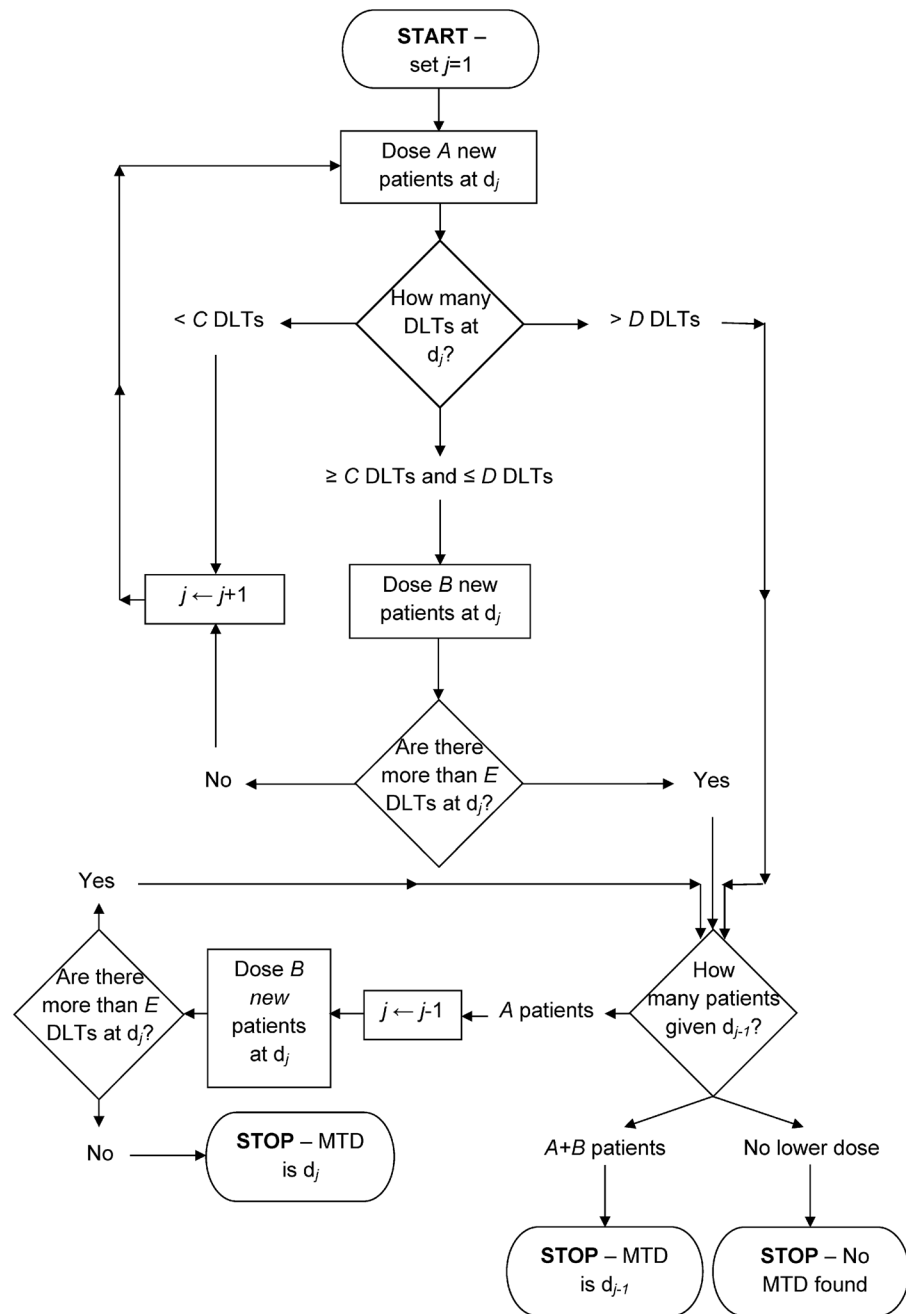 START –
set j=1
Dose A new
patients at dj
How many
DLTs at
dj?
< C DLTs
> D DLTs
≥ C DLTs and ≤ D DLTs
j ← j+1
Dose B new
patients at dj
Are there
more than E
DLTs at dj?
No
Yes
Yes
Are there
more than E
DLTs at dj?
Dose B
new
patients
at dj
j ← j-1
A patients
How
many patients
given dj-1?
No
STOP – MTD
is dj
A+B patients
No lower dose
STOP – MTD
is dj-1
STOP – No
MTD found